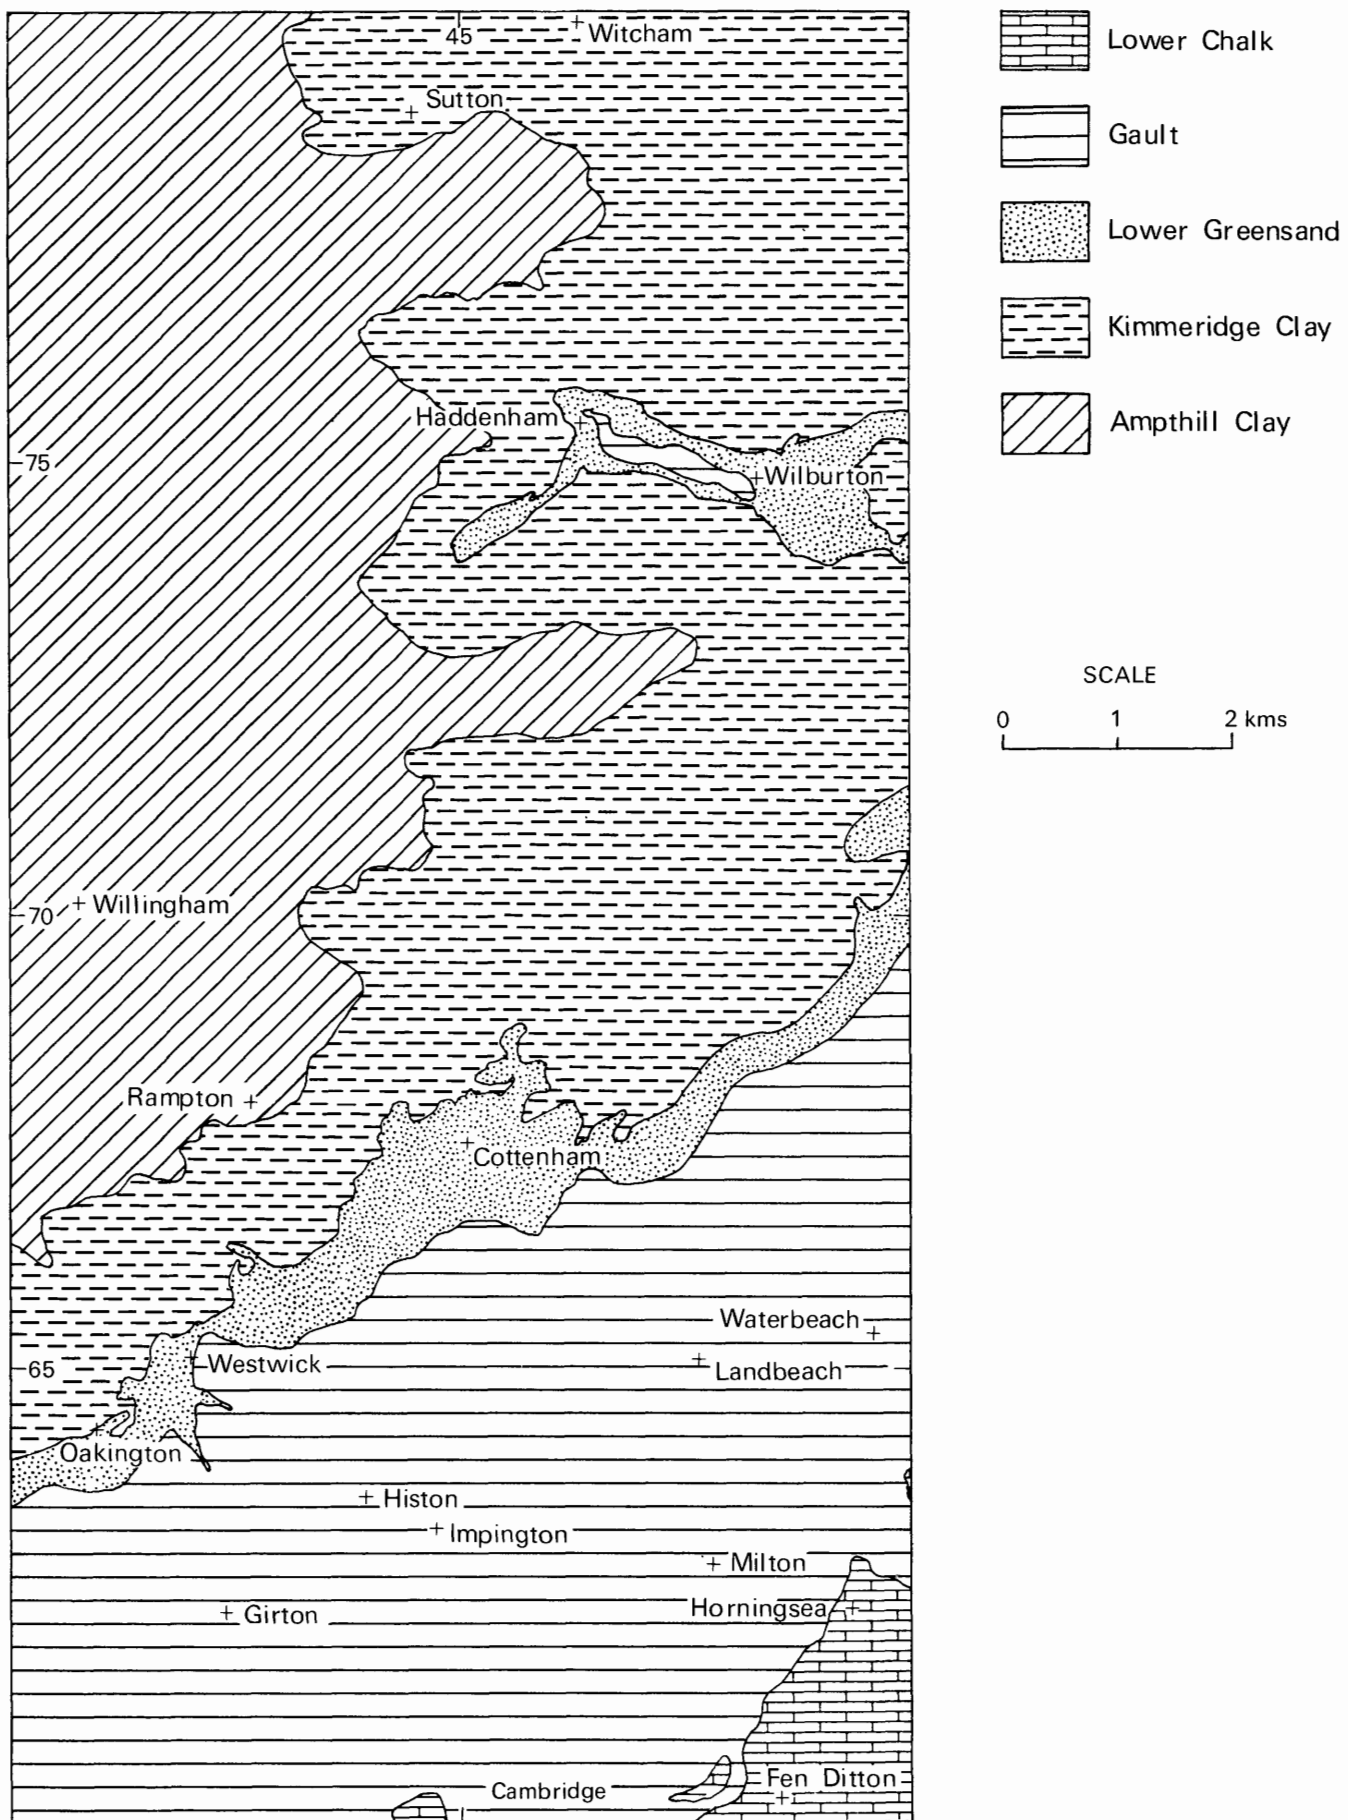 45
Witcham
Sutton
Haddenham
75
Wilburton
70
Willingham
Rampton
Cottenham
Waterbeach
65
Westwick
Landbeach
Oakington
Histon
Impington
Milton
Horningsea
Girton
Cambridge
Fen Ditton
Lower Chalk
Gault
Lower Greensand
Kimmeridge Clay
Ampthill Clay
SCALE
0 1 2 kms